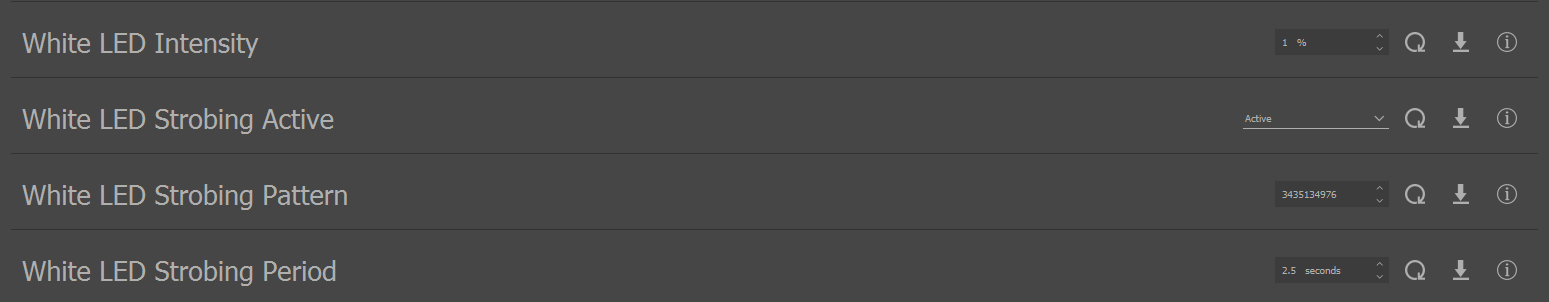 White LED Intensity 1 %
White LED Strobing Active Active
White LED Strobing Pattern 3435134976
White LED Strobing Period 2.5 seconds